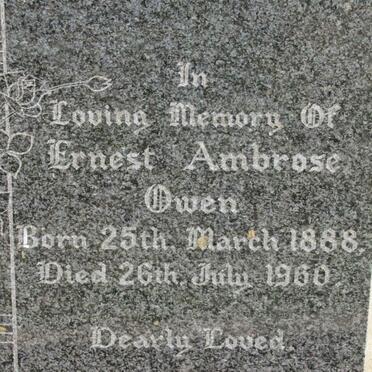 In
Loving Memory Of
Ernest Ambrose
Owen
Born 25th. March 1888.
Died 26th. July 1960.
Dearly Loved.